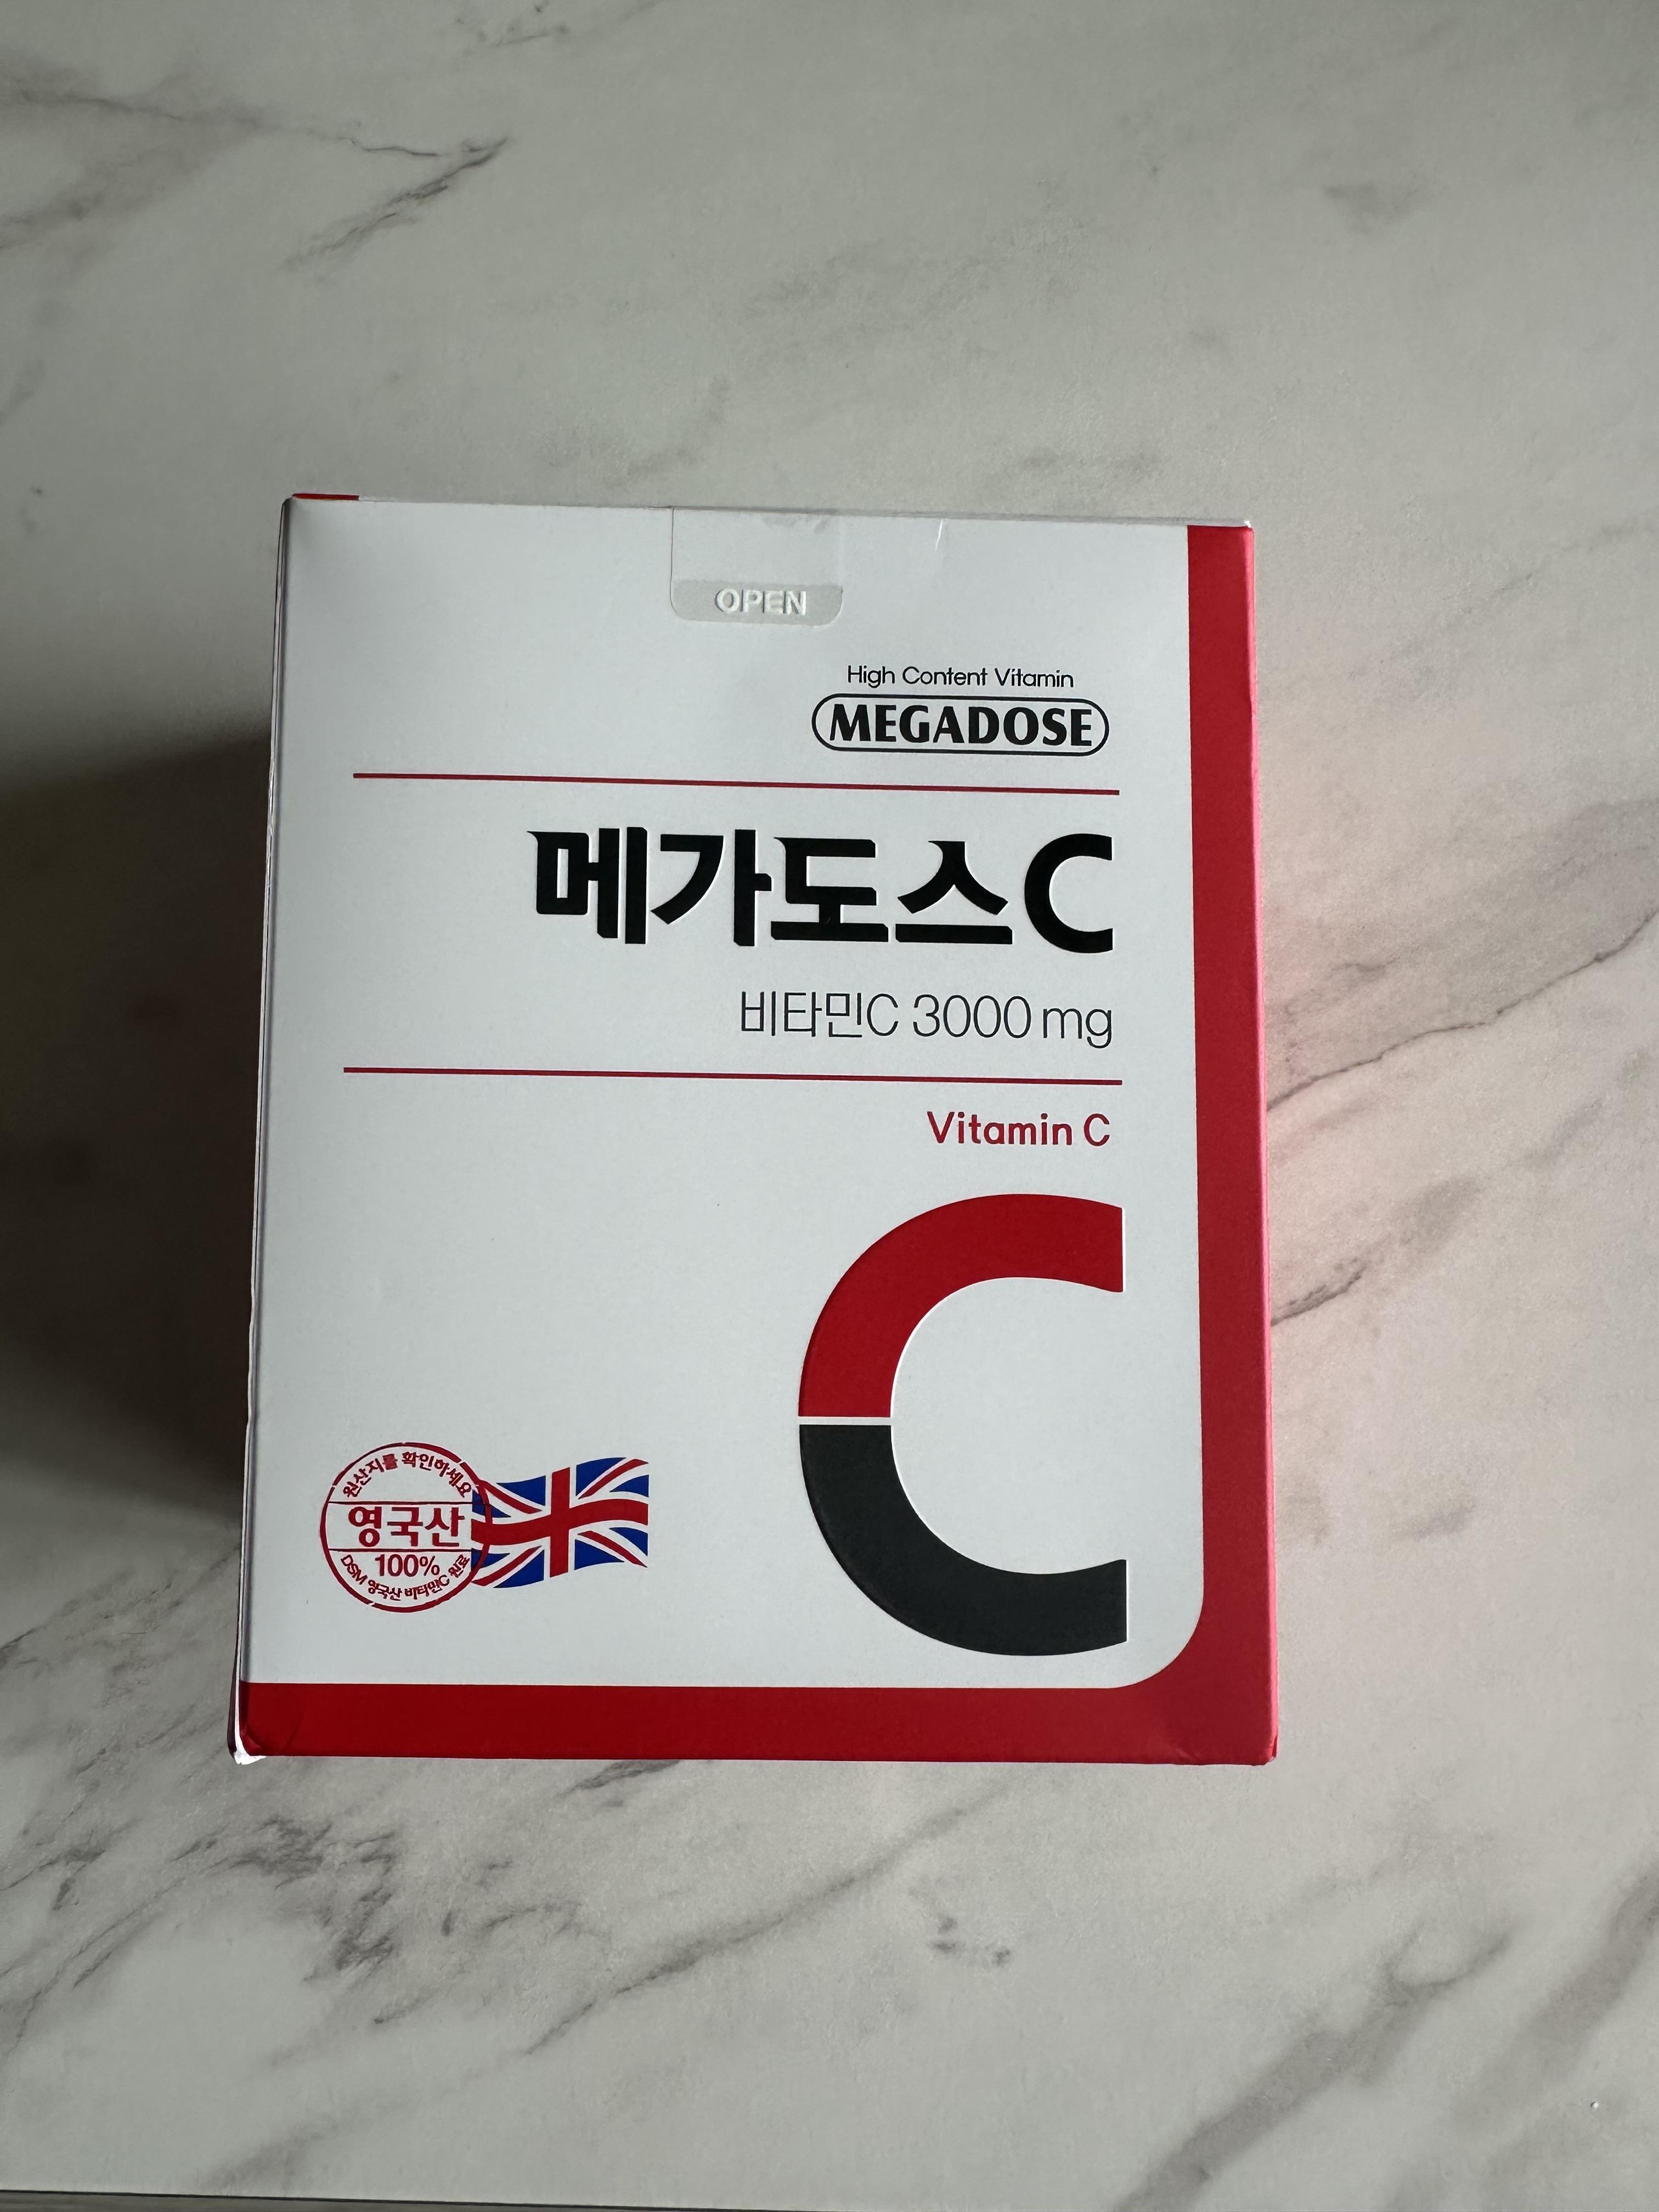 OPEN
High Content Vitamin
MEGADOSE
메가도스C
비타민C 3000mg
Vitamin C
C
원산지를 확인하세요
영국산
100%
DSM 영국산 비타민C 원료